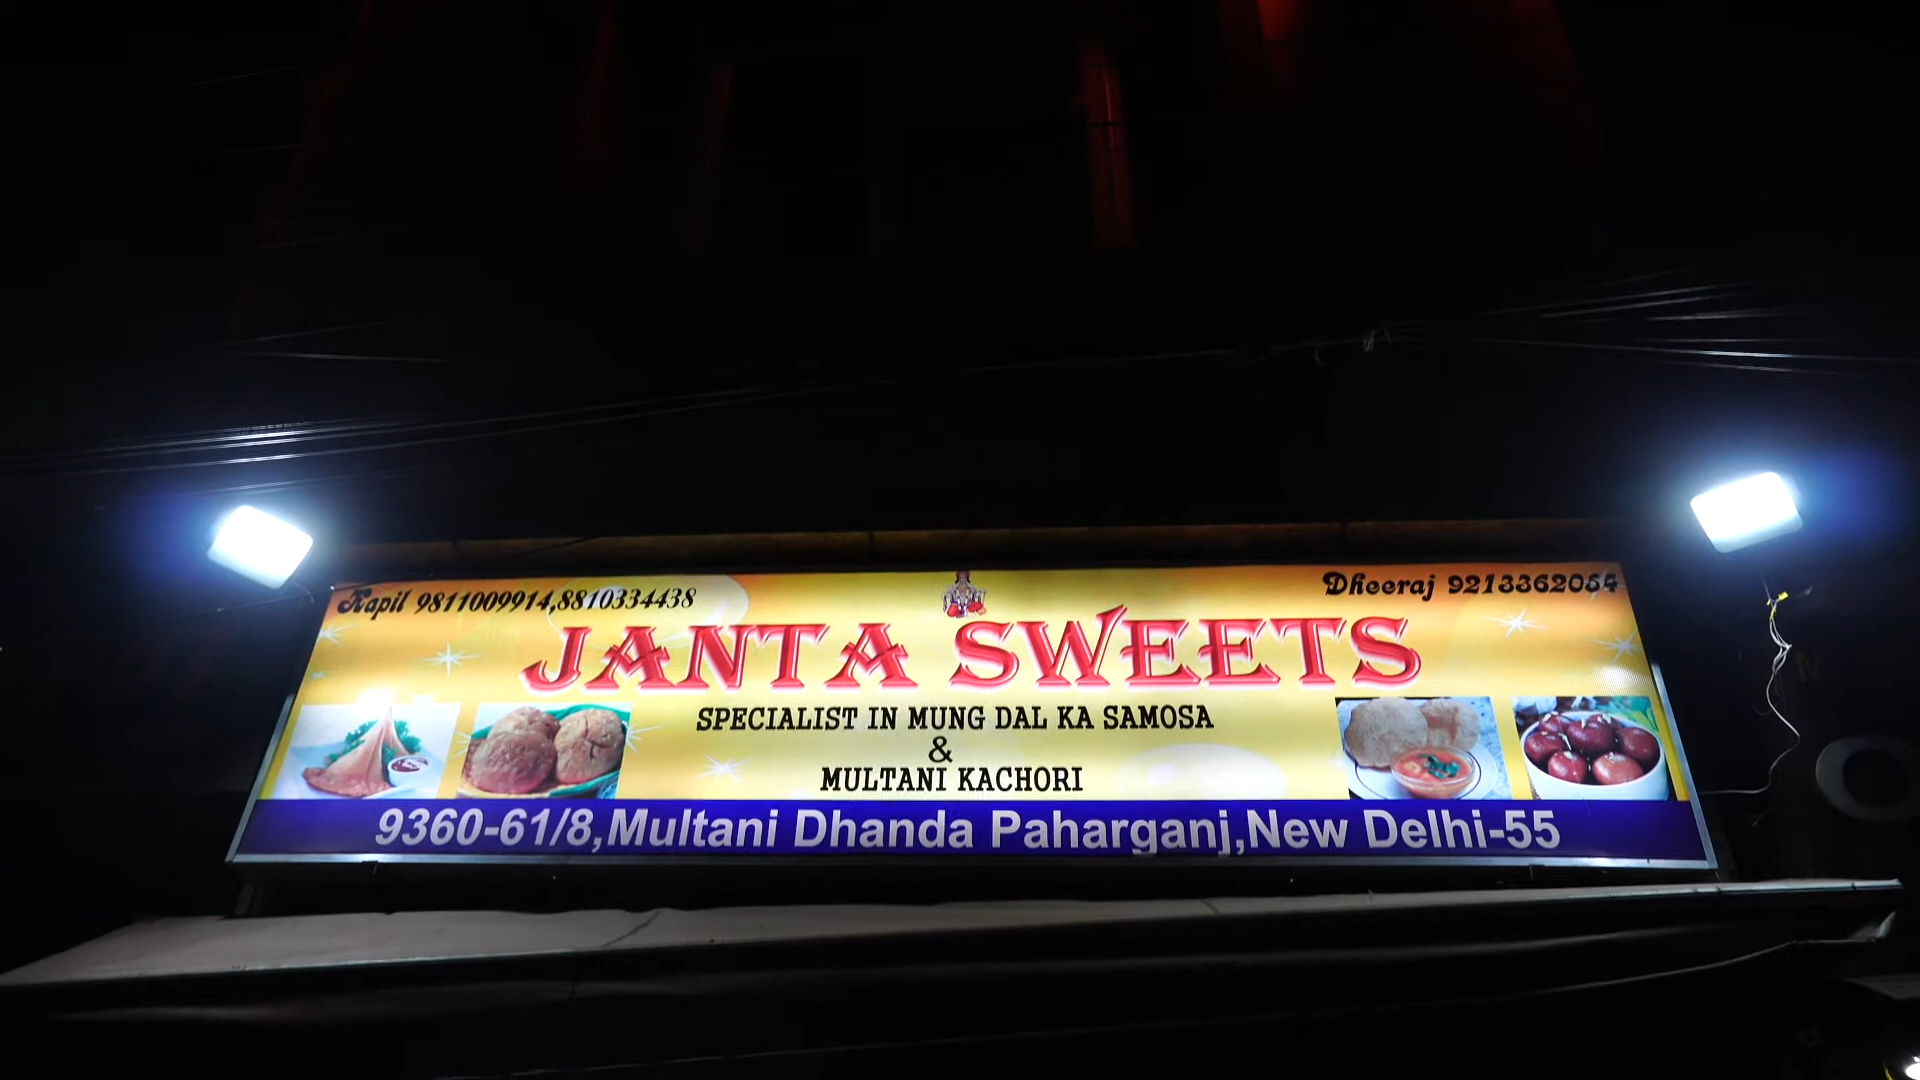 Kapil 9811009914,8810334438
Dheeraj 9213362054
JANTA SWEETS
SPECIALIST IN MUNG DAL KA SAMOSA
&
MULTANI KACHORI
9360-61/8,Multani Dhanda Paharganj,New Delhi-55